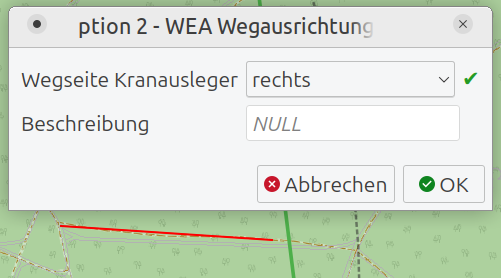 ption 2 - WEA Wegausrichtung
Wegseite Kranausleger rechts
Beschreibung NULL
Abbrechen OK